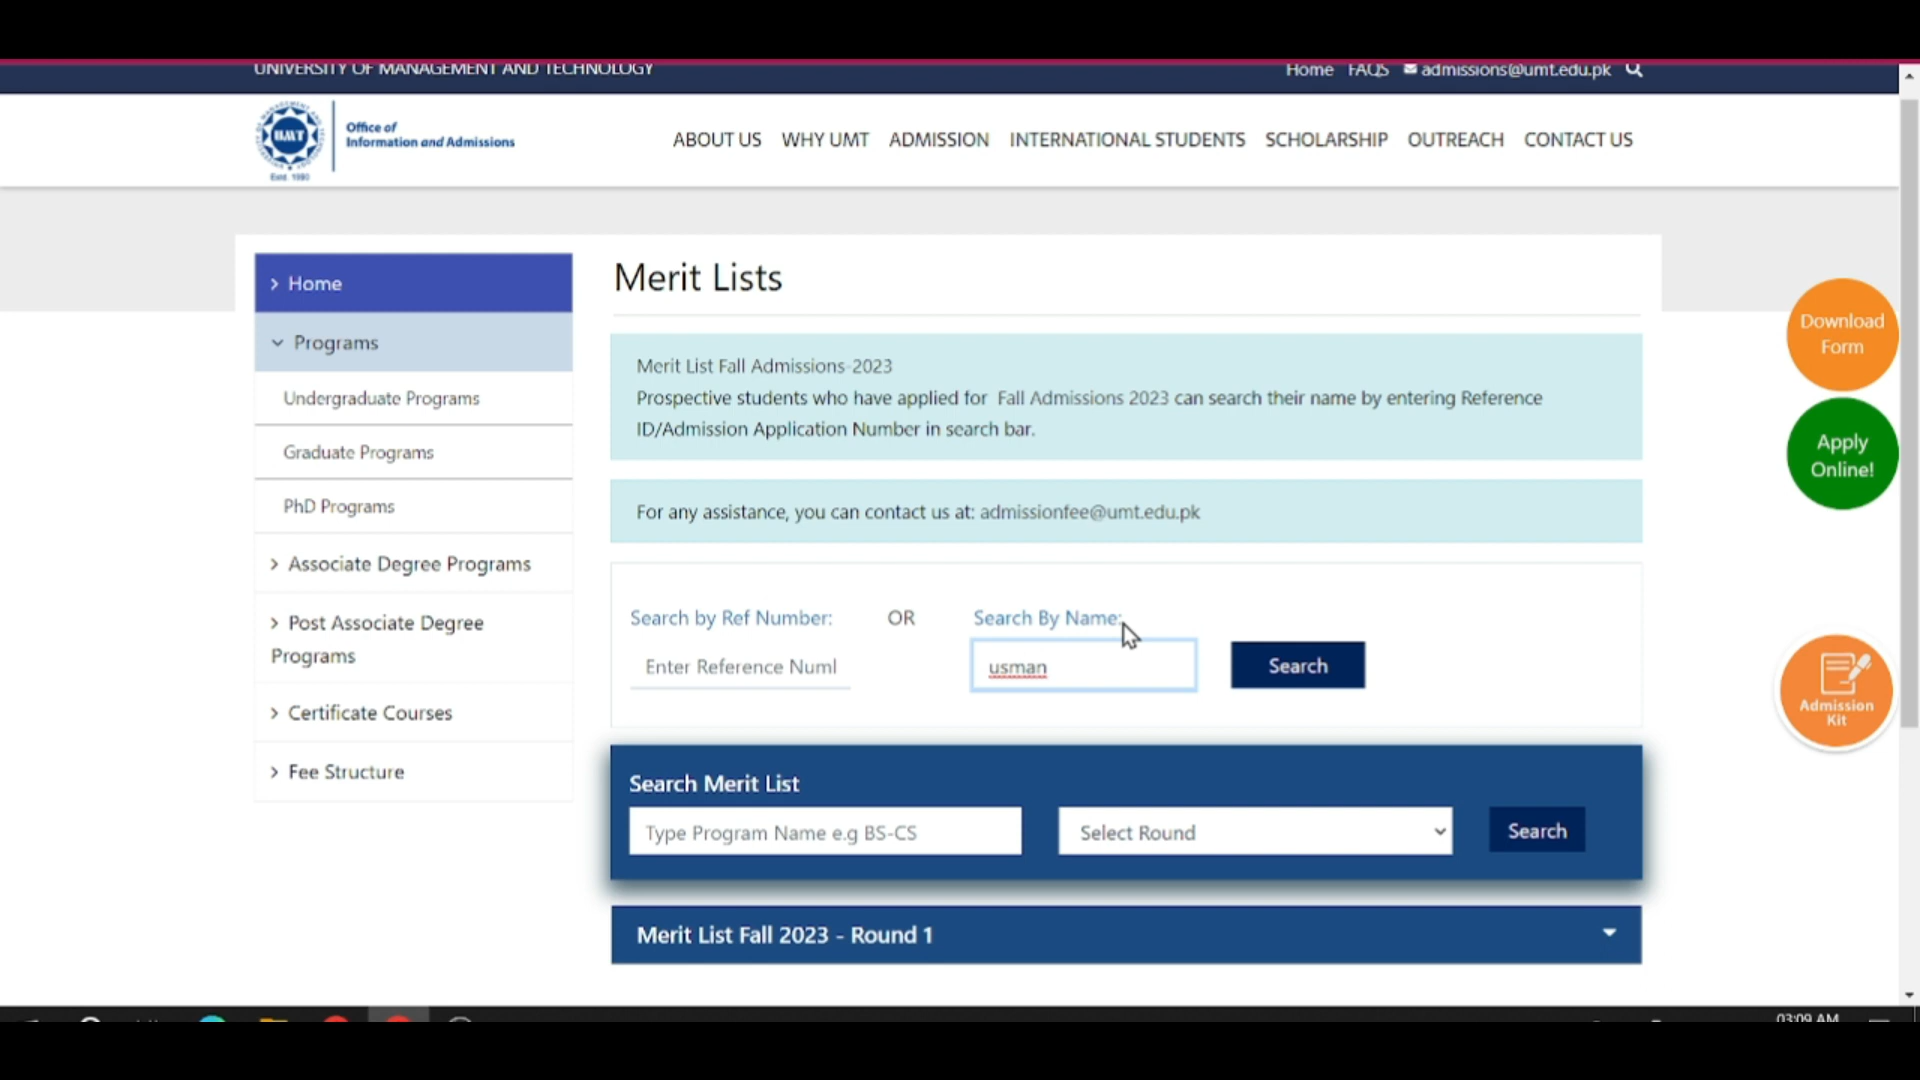 UNIVERSITY OF MANAGEMENT AND TECHNOLOGY
Home FAQS admissions@umt.edu.pk
UMT
Estd. 1990
Office of
Information and Admissions
ABOUT US WHY UMT ADMISSION INTERNATIONAL STUDENTS SCHOLARSHIP OUTREACH CONTACT US
Home
Programs
Undergraduate Programs
Graduate Programs
PhD Programs
Associate Degree Programs
Post Associate Degree
Programs
Certificate Courses
Fee Structure
Merit Lists
Merit List Fall Admissions-2023
Prospective students who have applied for Fall Admissions 2023 can search their name by entering Reference
ID/Admission Application Number in search bar.
For any assistance, you can contact us at: admissionfee@umt.edu.pk
Search by Ref Number: OR Search By Name:
Enter Reference Numl usman Search
Search Merit List
Type Program Name e.g BS-CS Select Round Search
Merit List Fall 2023 - Round 1
Download
Form
Apply
Online!
Admission
Kit
03:09 AM